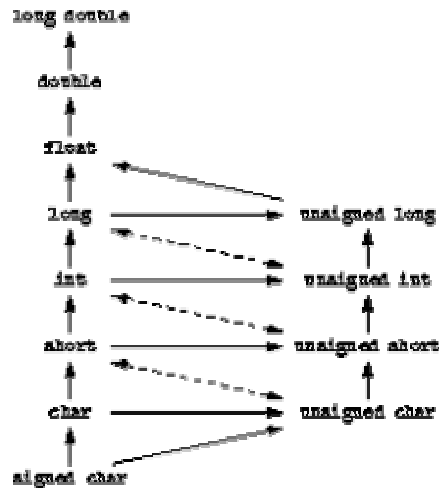 long double
double
float
long unsigned long
int unsigned int
short unsigned short
char unsigned char
signed char